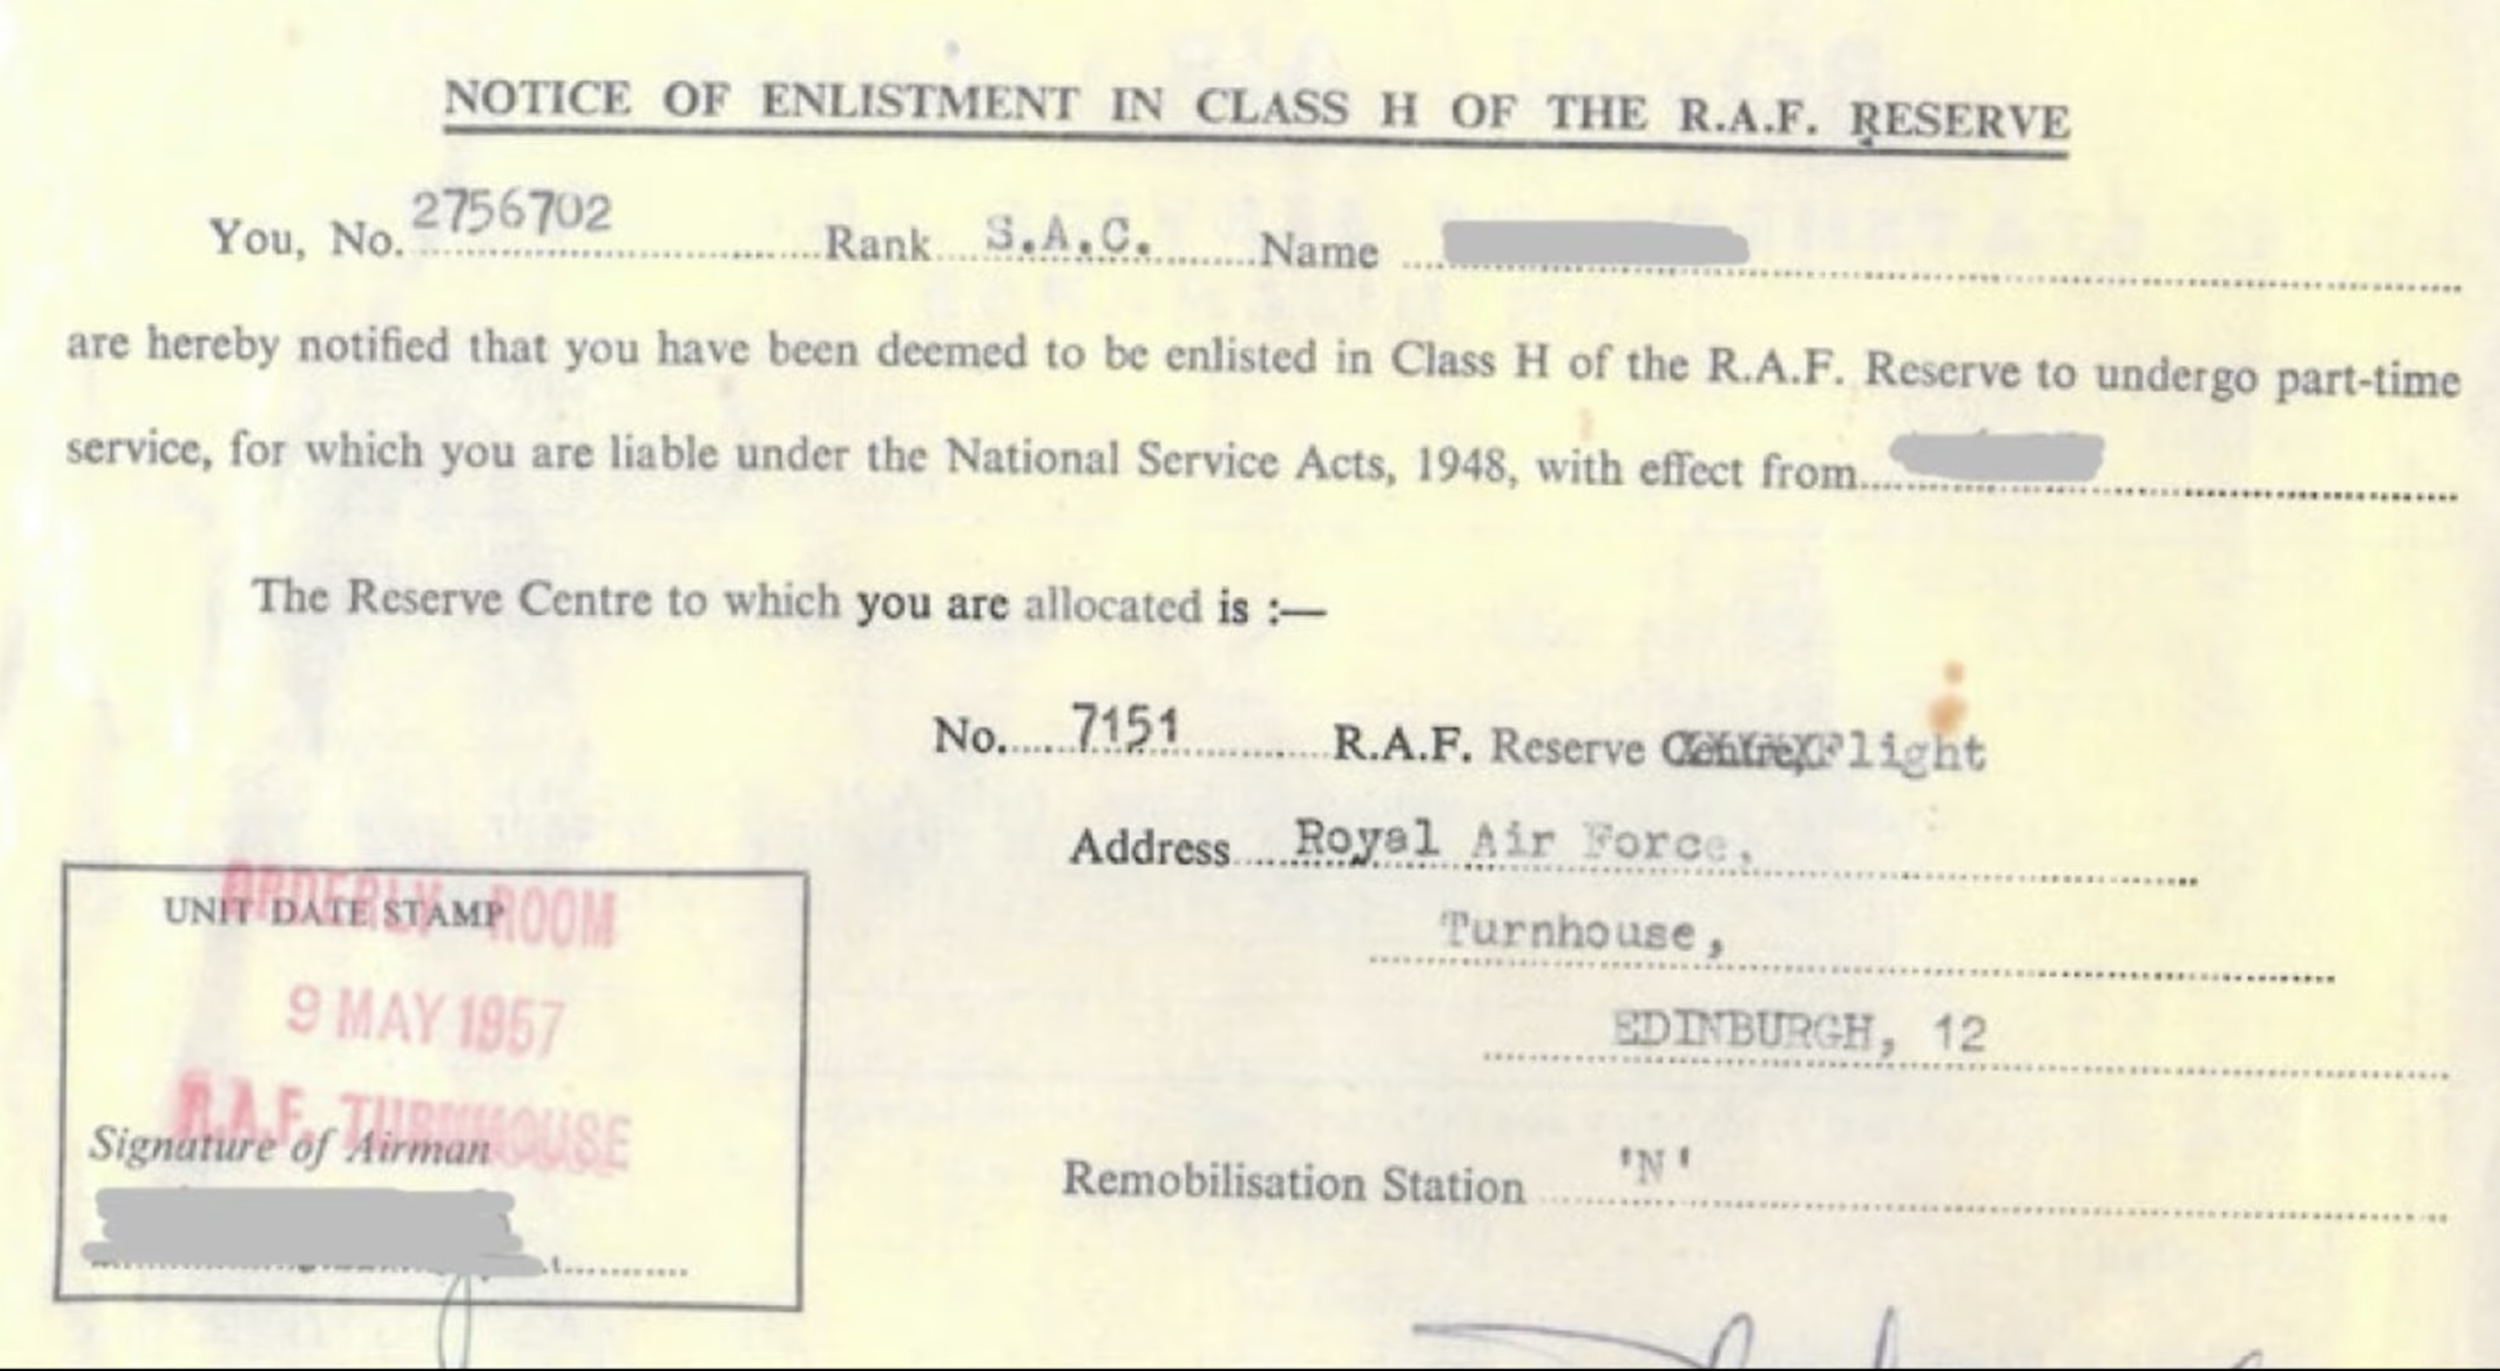 NOTICE OF ENLISTMENT IN CLASS H OF THE R.A.F. RESERVE
You, No. 2756702 Rank S.A.C. Name
are hereby notified that you have been deemed to be enlisted in Class H of the R.A.F. Reserve to undergo part-time
service, for which you are liable under the National Service Acts, 1948, with effect from
The Reserve Centre to which you are allocated is :—
No. 7151 R.A.F. Reserve Centre, Flight
Address Royal Air Force,
Turnhouse,
EDINBURGH, 12
Remobilisation Station 'N'
UNIT DATE STAMP
ORDERLY ROOM
9 MAY 1957
R.A.F. TURNHOUSE
Signature of Airman